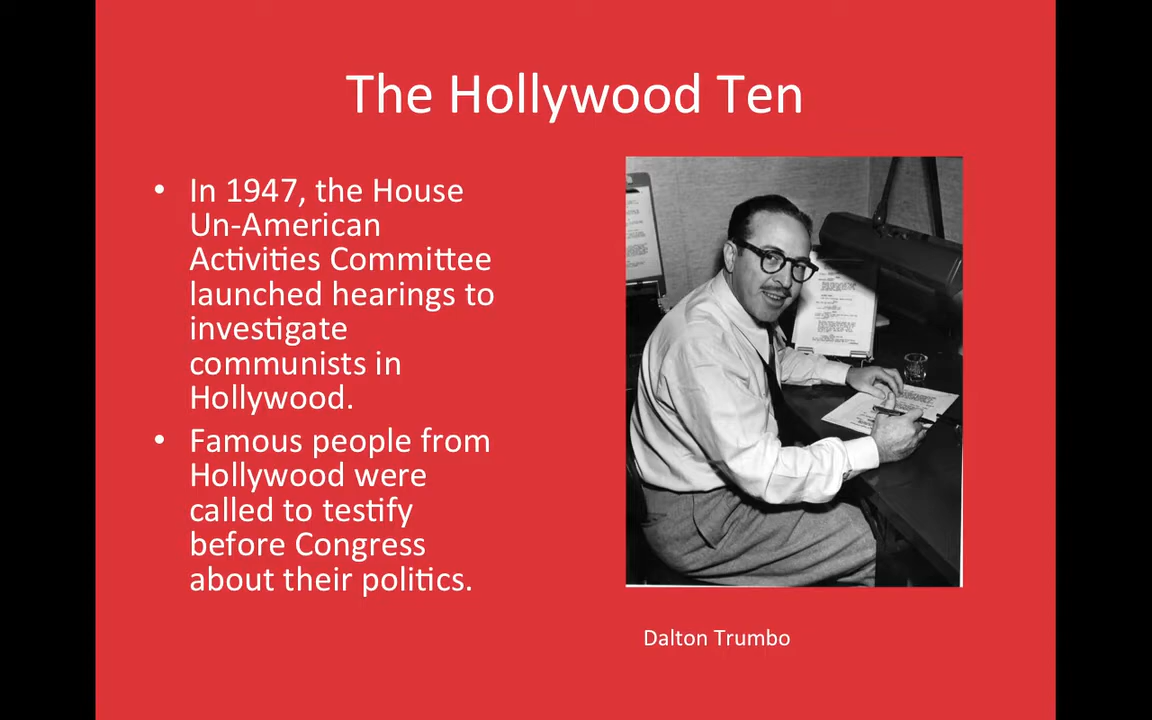 The Hollywood Ten
• In 1947, the House
Un-American
Activities Committee
launched hearings to
investigate
communists in
Hollywood.
• Famous people from
Hollywood were
called to testify
before Congress
about their politics.
Dalton Trumbo